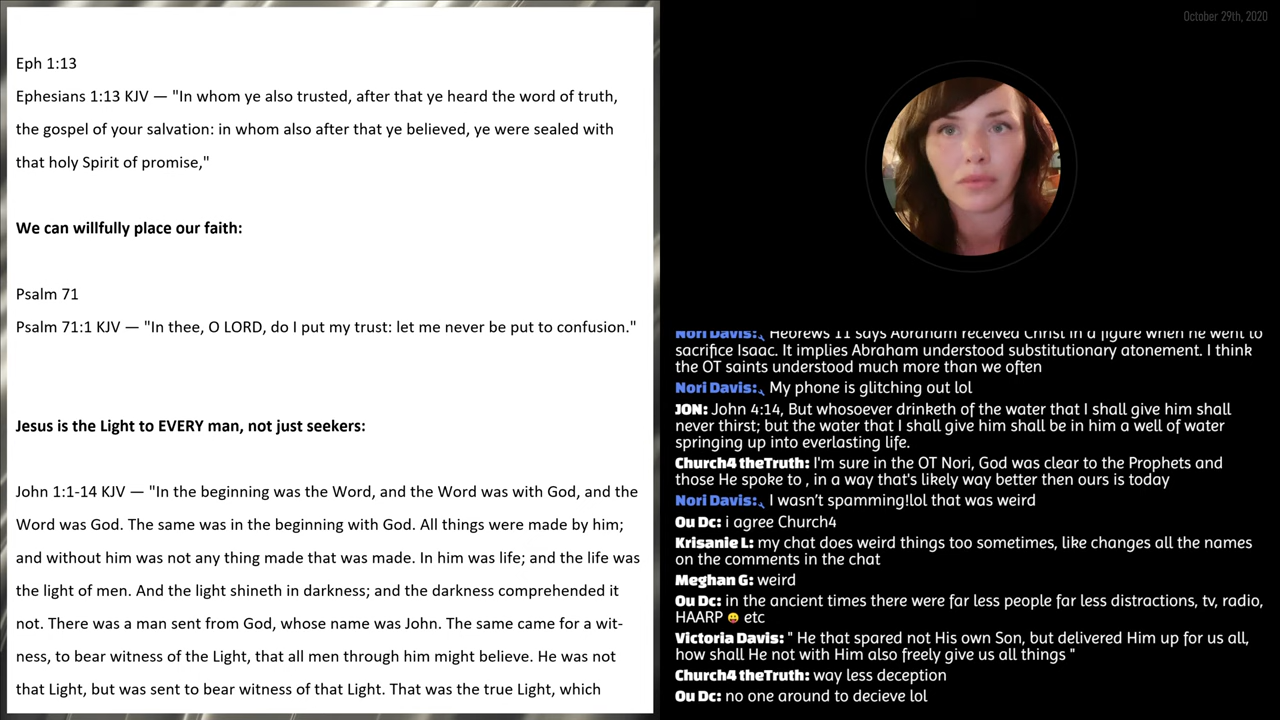 Eph 1:13
Ephesians 1:13 KJV — "In whom ye also trusted, after that ye heard the word of truth,
the gospel of your salvation: in whom also after that ye believed, ye were sealed with
that holy Spirit of promise,"
We can willfully place our faith:
Psalm 71
Psalm 71:1 KJV — "In thee, O LORD, do I put my trust: let me never be put to confusion."
Jesus is the Light to EVERY man, not just seekers:
John 1:1-14 KJV — "In the beginning was the Word, and the Word was with God, and the
Word was God. The same was in the beginning with God. All things were made by him;
and without him was not any thing made that was made. In him was life; and the life was
the light of men. And the light shineth in darkness; and the darkness comprehended it
not. There was a man sent from God, whose name was John. The same came for a wit-
ness, to bear witness of the Light, that all men through him might believe. He was not
that Light, but was sent to bear witness of that Light. That was the true Light, which
October 29th, 2020
Nori Davis: Hebrews 11 says Abraham received Christ in a figure when he went to
sacrifice Isaac. It implies Abraham understood substitutionary atonement. I think
the OT saints understood much more than we often
Nori Davis: My phone is glitching out lol
JON: John 4:14, But whosoever drinketh of the water that I shall give him shall
never thirst; but the water that I shall give him shall be in him a well of water
springing up into everlasting life.
Church4 theTruth: I'm sure in the OT Nori, God was clear to the Prophets and
those He spoke to , in a way that's likely way better then ours is today
Nori Davis: I wasn't spamming!lol that was weird
Ou Dc: i agree Church4
Krisanie L: my chat does weird things too sometimes, like changes all the names
on the comments in the chat
Meghan G: weird
Ou Dc: in the ancient times there were far less people far less distractions, tv, radio,
HAARP 😛 etc
Victoria Davis: " He that spared not His own Son, but delivered Him up for us all,
how shall He not with Him also freely give us all things "
Church4 theTruth: way less deception
Ou Dc: no one around to decieve lol